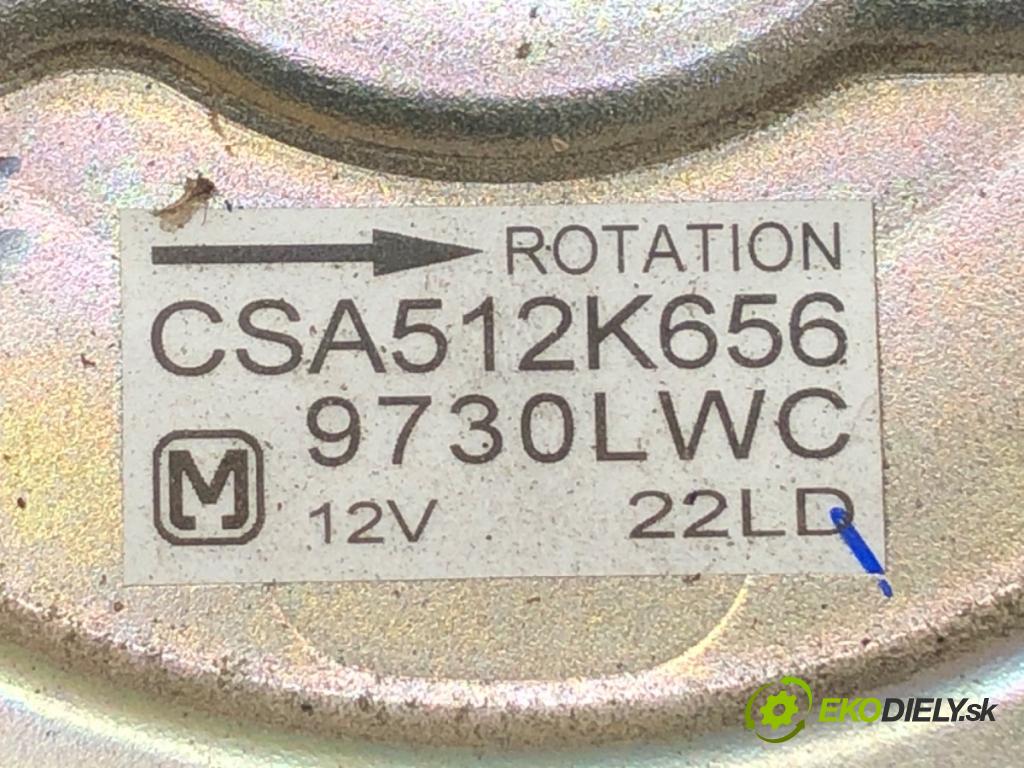 ROTATION
CSA512K656
9730LWC
M
12V 22LD
EKODIELY.sk